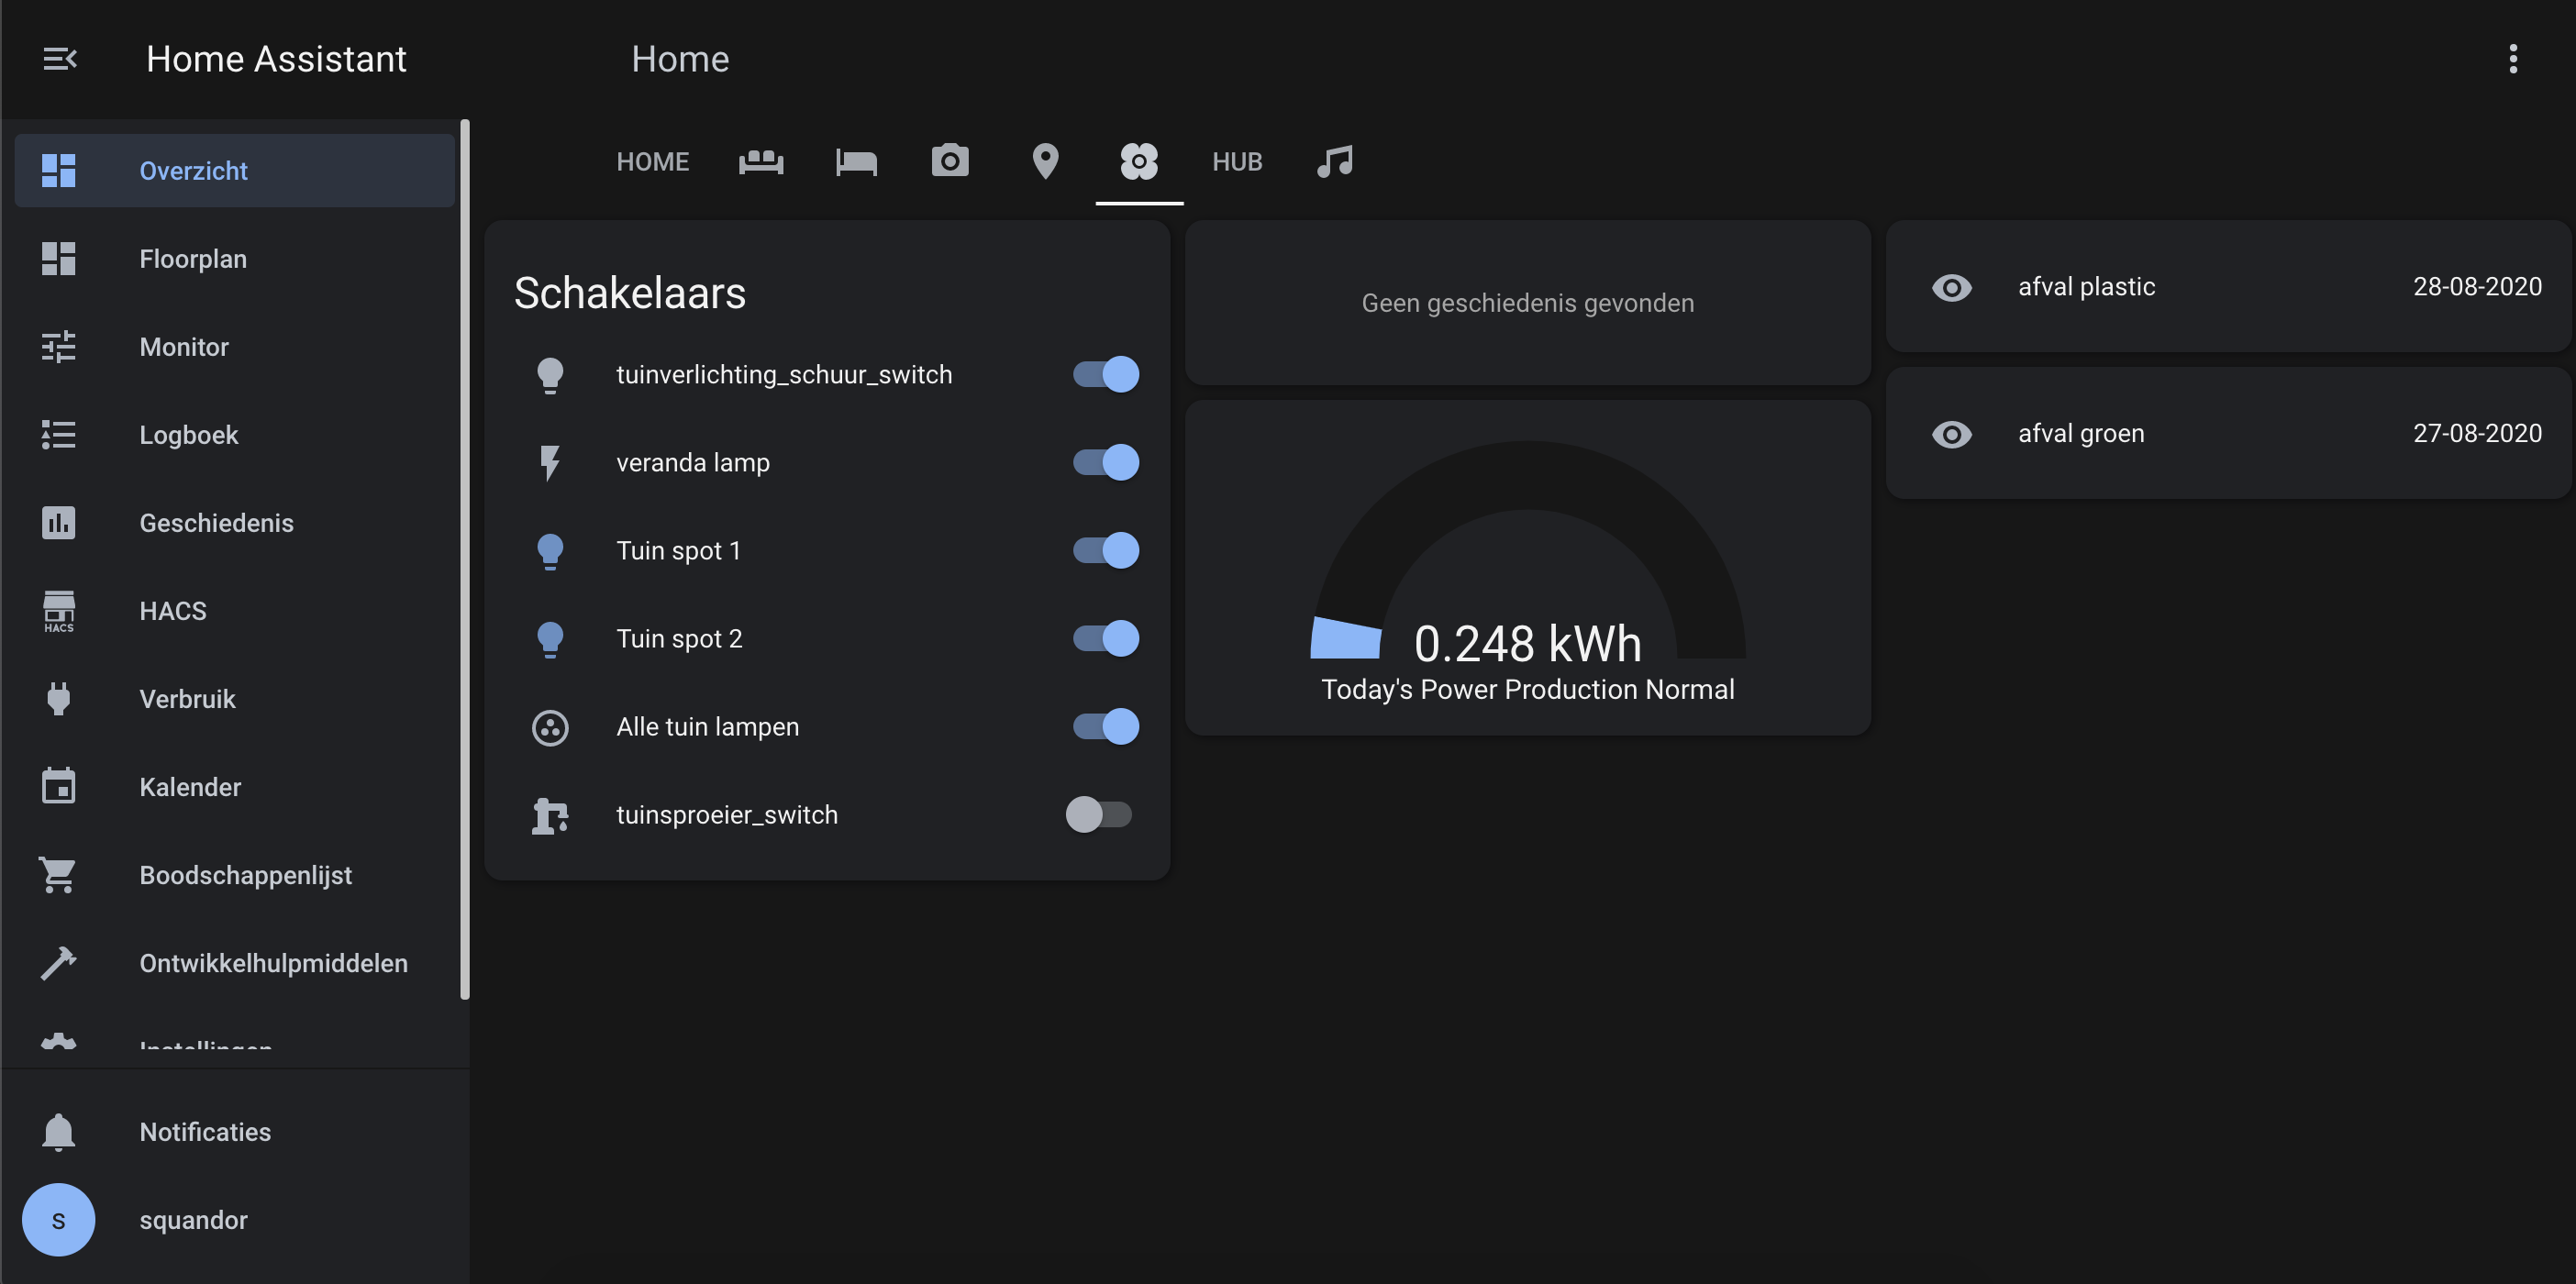 Home Assistant
Home
Overzicht
Floorplan
Monitor
Logboek
Geschiedenis
HACS
HACS
Verbruik
Kalender
Boodschappenlijst
Ontwikkelhulpmiddelen
Instellingen
Notificaties
s
squandor
HOME
HUB
Schakelaars
tuinverlichting_schuur_switch
veranda lamp
Tuin spot 1
Tuin spot 2
Alle tuin lampen
tuinsproeier_switch
Geen geschiedenis gevonden
0.248 kWh
Today's Power Production Normal
afval plastic 28-08-2020
afval groen 27-08-2020